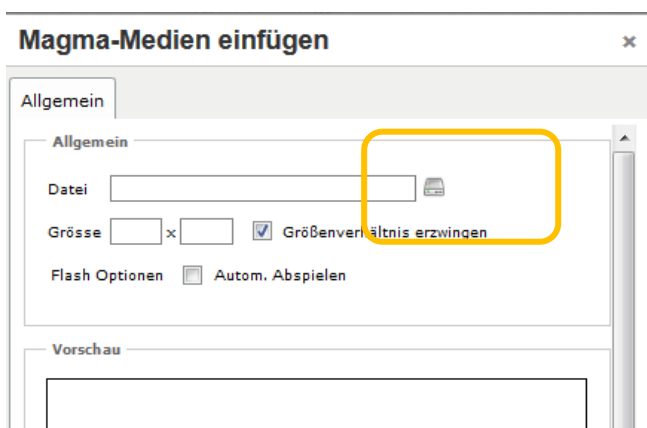 Magma-Medien einfügen
Allgemein
Allgemein
Datei
Grösse x Größenverhältnis erzwingen
Flash Optionen Autom. Abspielen
Vorschau